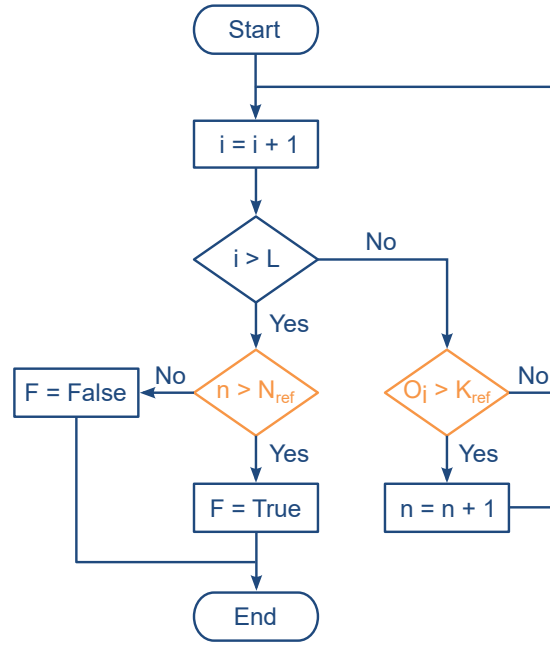 Start
i = i + 1
i > L
No
Yes
F = False
No
n > Nref
Oi > Kref
No
Yes
Yes
F = True
n = n + 1
End